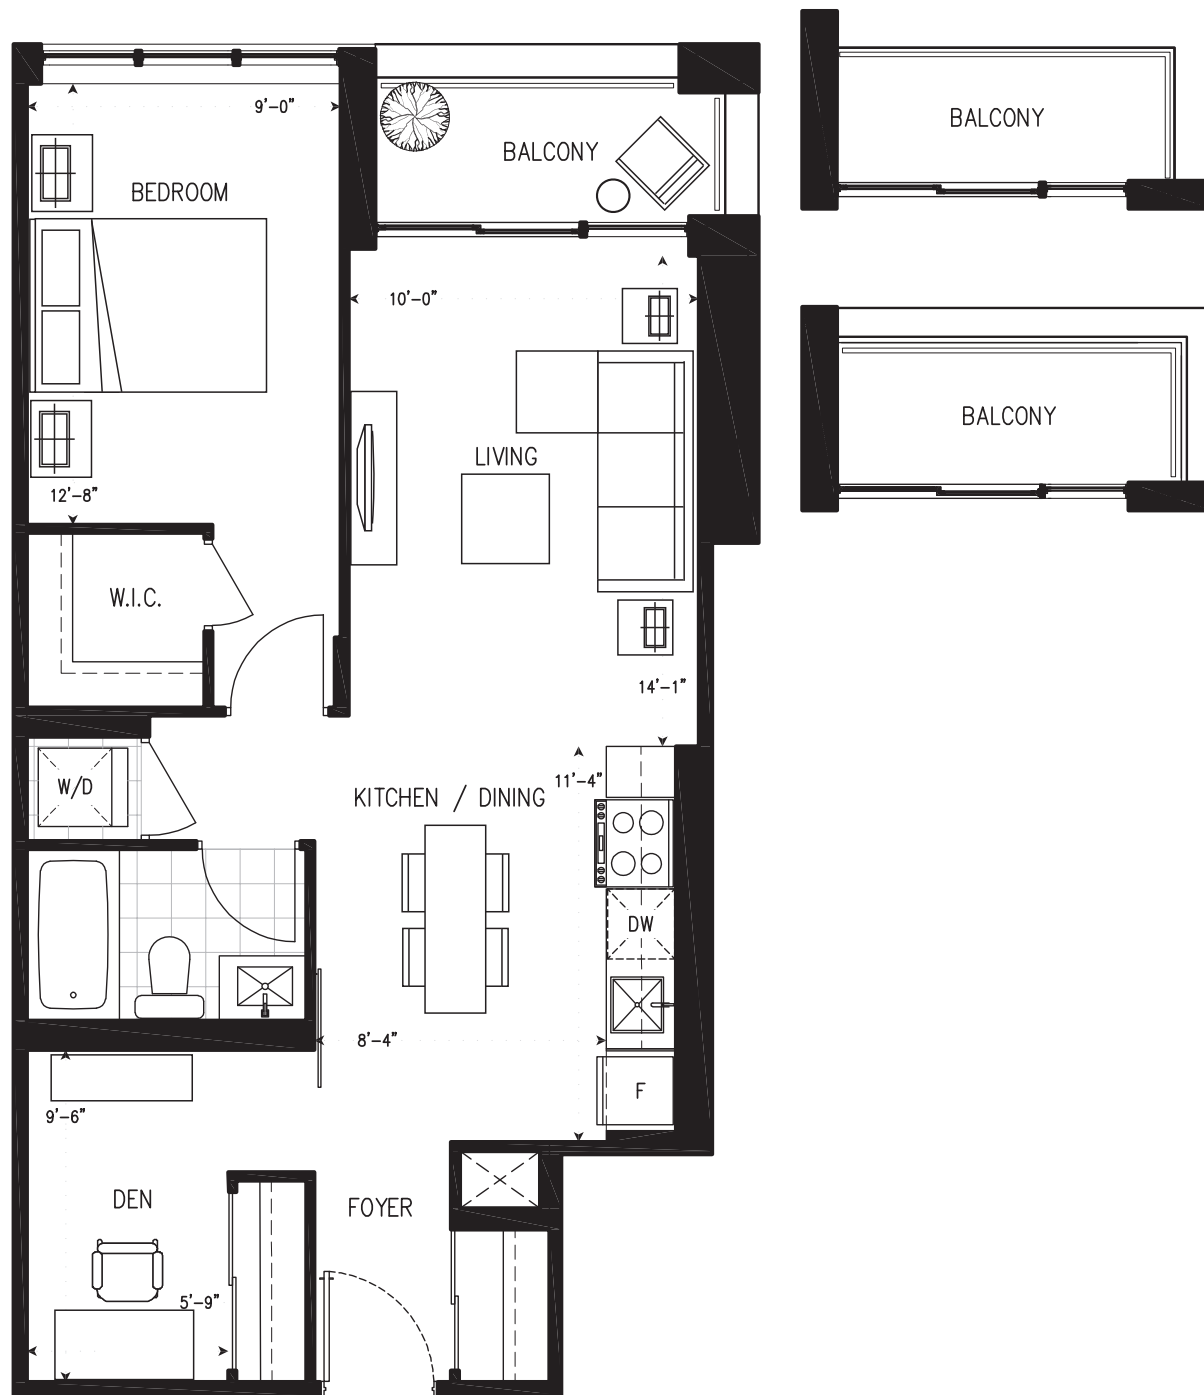 BALCONY
9'-0"
BALCONY
BEDROOM
10'-0"
BALCONY
LIVING
12'-8"
W.I.C.
14'-1"
11'-4"
W/D
KITCHEN / DINING
DW
8'-4"
F
9'-6"
DEN
FOYER
5'-9"